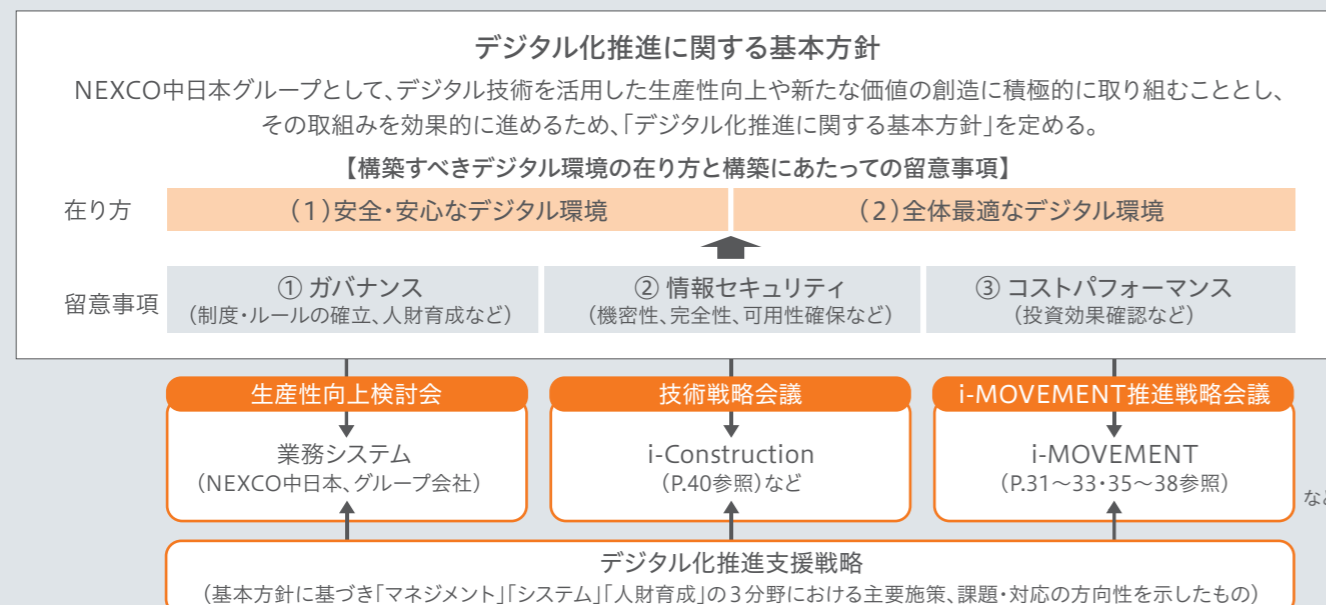 デジタル化推進に関する基本方針
NEXCO中日本グループとして、デジタル技術を活用した生産性向上や新たな価値の創造に積極的に取り組むこととし、
その取組みを効果的に進めるため、「デジタル化推進に関する基本方針」を定める。
【構築すべきデジタル環境の在り方と構築にあたっての留意事項】
在り方
(1)安全・安心なデジタル環境
(2)全体最適なデジタル環境
留意事項
① ガバナンス
(制度・ルールの確立、人財育成など)
② 情報セキュリティ
(機密性、完全性、可用性確保など)
③ コストパフォーマンス
(投資効果確認など)
生産性向上検討会
業務システム
(NEXCO中日本、グループ会社)
技術戦略会議
i-Construction
(P.40参照)など
i-MOVEMENT推進戦略会議
i-MOVEMENT
(P.31〜33・35〜38参照)
など
デジタル化推進支援戦略
(基本方針に基づき「マネジメント」「システム」「人財育成」の3分野における主要施策、課題・対応の方向性を示したもの)